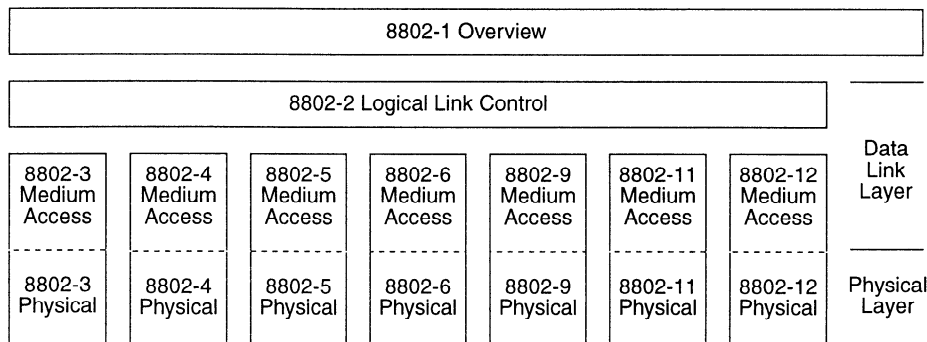 8802-1 Overview
8802-2 Logical Link Control
Data
Link
Layer
8802-3
Medium
Access
8802-4
Medium
Access
8802-5
Medium
Access
8802-6
Medium
Access
8802-9
Medium
Access
8802-11
Medium
Access
8802-12
Medium
Access
8802-3
Physical
8802-4
Physical
8802-5
Physical
8802-6
Physical
8802-9
Physical
8802-11
Physical
8802-12
Physical
Physical
Layer